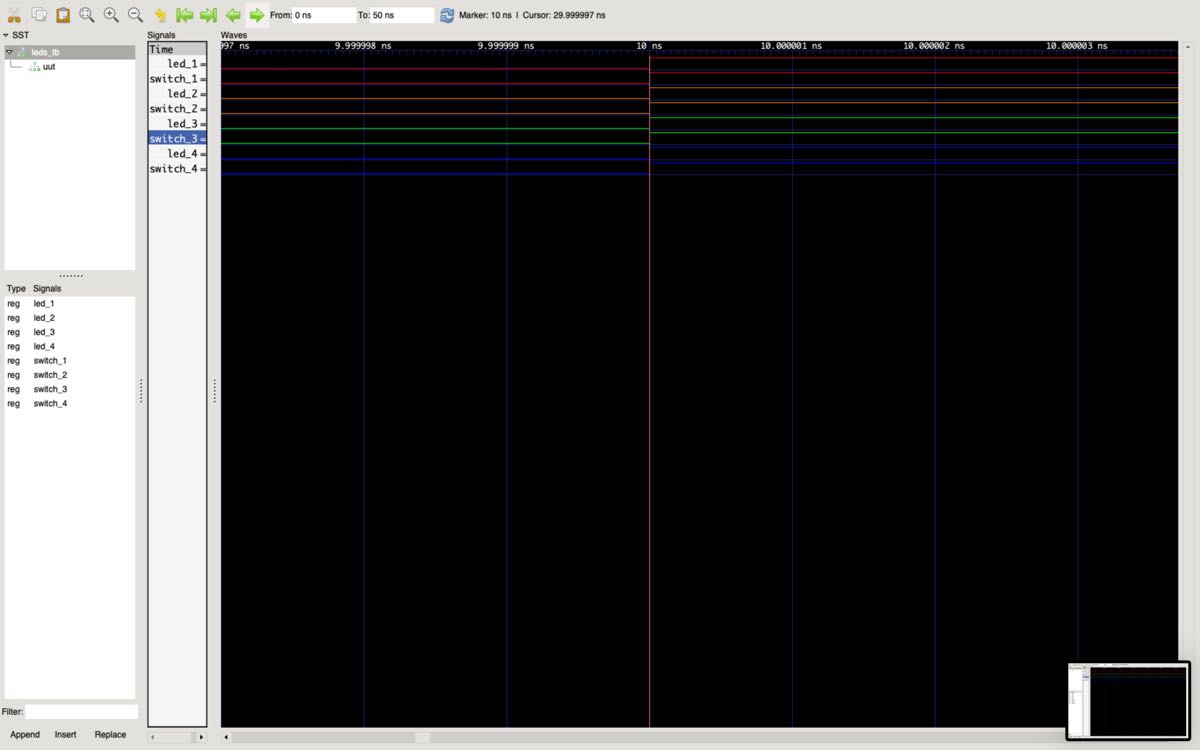 From: 0 ns To: 50 ns Marker: 10 ns | Cursor: 29.999997 ns
SST
leds_tb
uut
Type Signals
reg led_1
reg led_2
reg led_3
reg led_4
reg switch_1
reg switch_2
reg switch_3
reg switch_4
Filter:
Append Insert Replace
Signals
Time
led_1 =
switch_1 =
led_2 =
switch_2 =
led_3 =
switch_3 =
led_4 =
switch_4 =
Waves
997 ns 9.999998 ns 9.999999 ns 10 ns 10.000001 ns 10.000002 ns 10.000003 ns